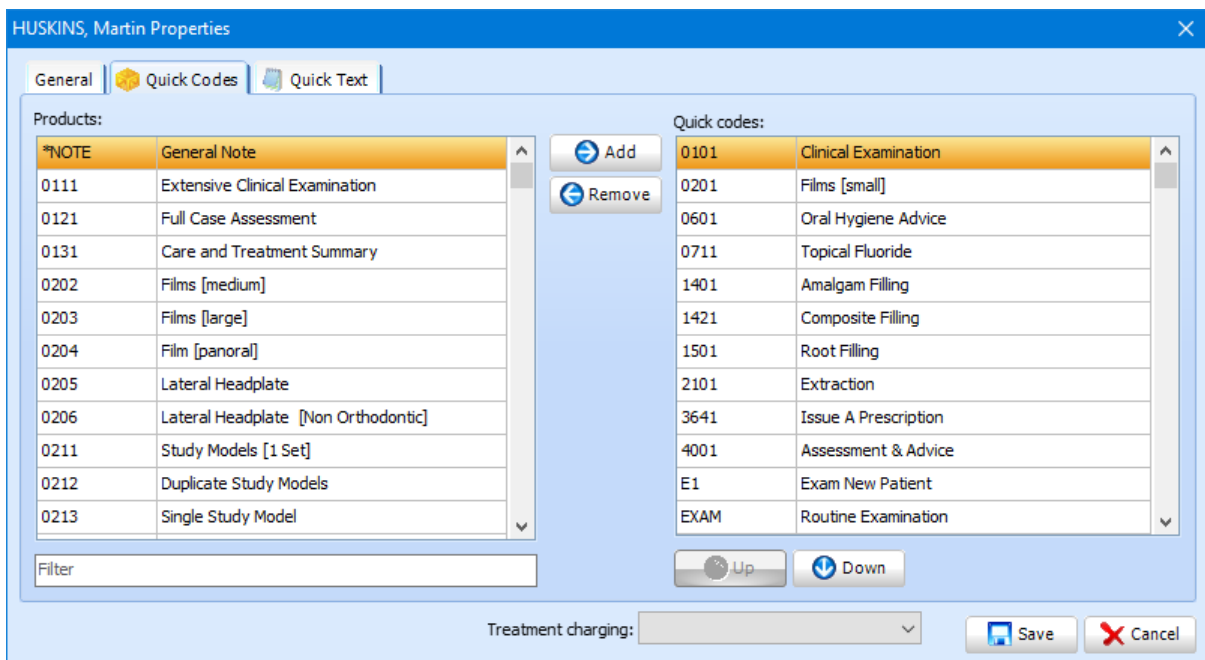 HUSKINS, Martin Properties
General Quick Codes Quick Text
Products:
*NOTE General Note
0111 Extensive Clinical Examination
0121 Full Case Assessment
0131 Care and Treatment Summary
0202 Films [medium]
0203 Films [large]
0204 Film [panoral]
0205 Lateral Headplate
0206 Lateral Headplate [Non Orthodontic]
0211 Study Models [1 Set]
0212 Duplicate Study Models
0213 Single Study Model
Filter
Add
Remove
Quick codes:
0101 Clinical Examination
0201 Films [small]
0601 Oral Hygiene Advice
0711 Topical Fluoride
1401 Amalgam Filling
1421 Composite Filling
1501 Root Filling
2101 Extraction
3641 Issue A Prescription
4001 Assessment & Advice
E1 Exam New Patient
EXAM Routine Examination
Up Down
Treatment charging:
Save Cancel